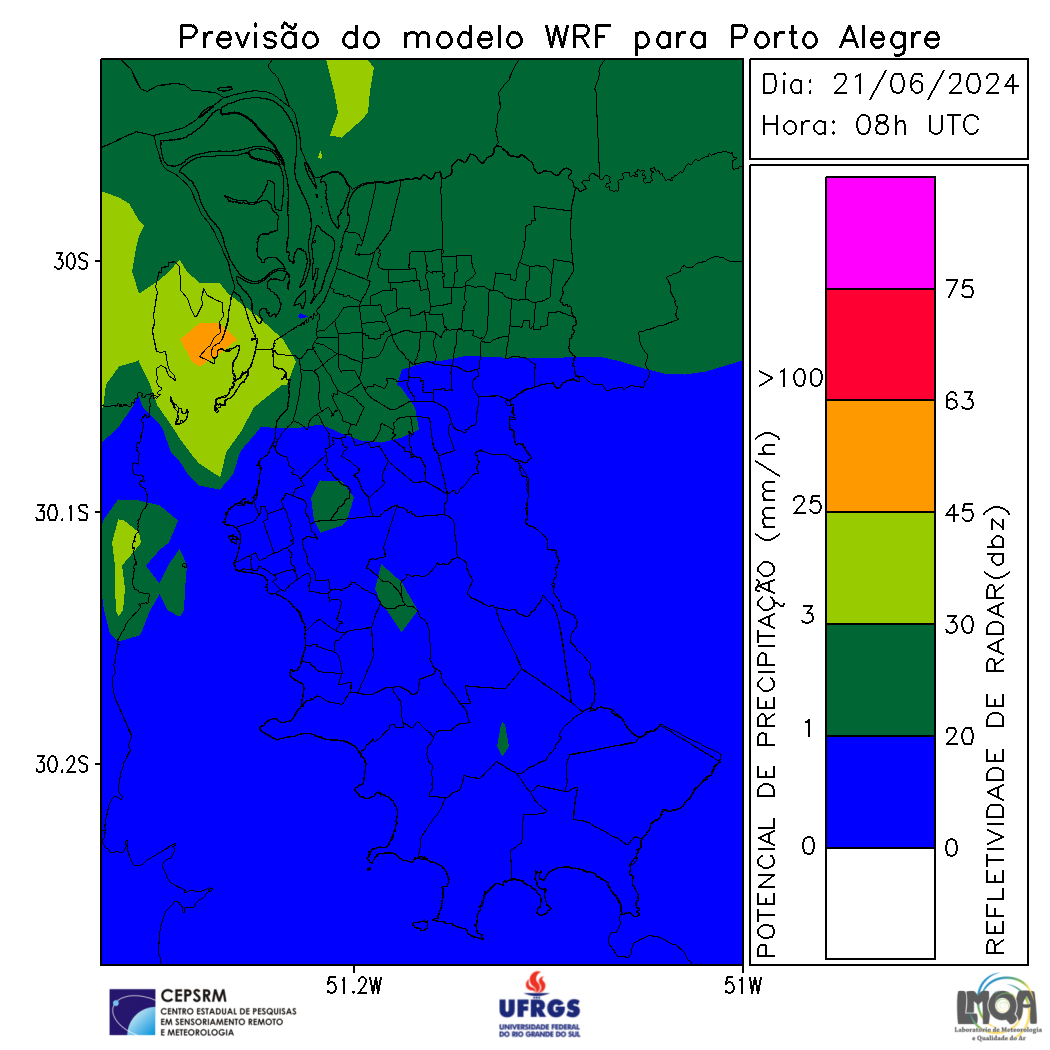 Previsão do modelo WRF para Porto Alegre
Dia: 21/06/2024
Hora: 08h UTC
30S
30.1S
30.2S
51.2W
51W
POTENCIAL DE PRECIPITAÇÃO (mm/h)
>100
25
3
1
0
75
63
45
30
20
0
REFLETIVIDADE DE RADAR(dbz)
CEPSRM
CENTRO ESTADUAL DE PESQUISAS
EM SENSORIAMENTO REMOTO
E METEOROLOGIA
UFRGS
UNIVERSIDADE FEDERAL
DO RIO GRANDE DO SUL
LMQA
Laboratório de Meteorologia
e Qualidade do Ar